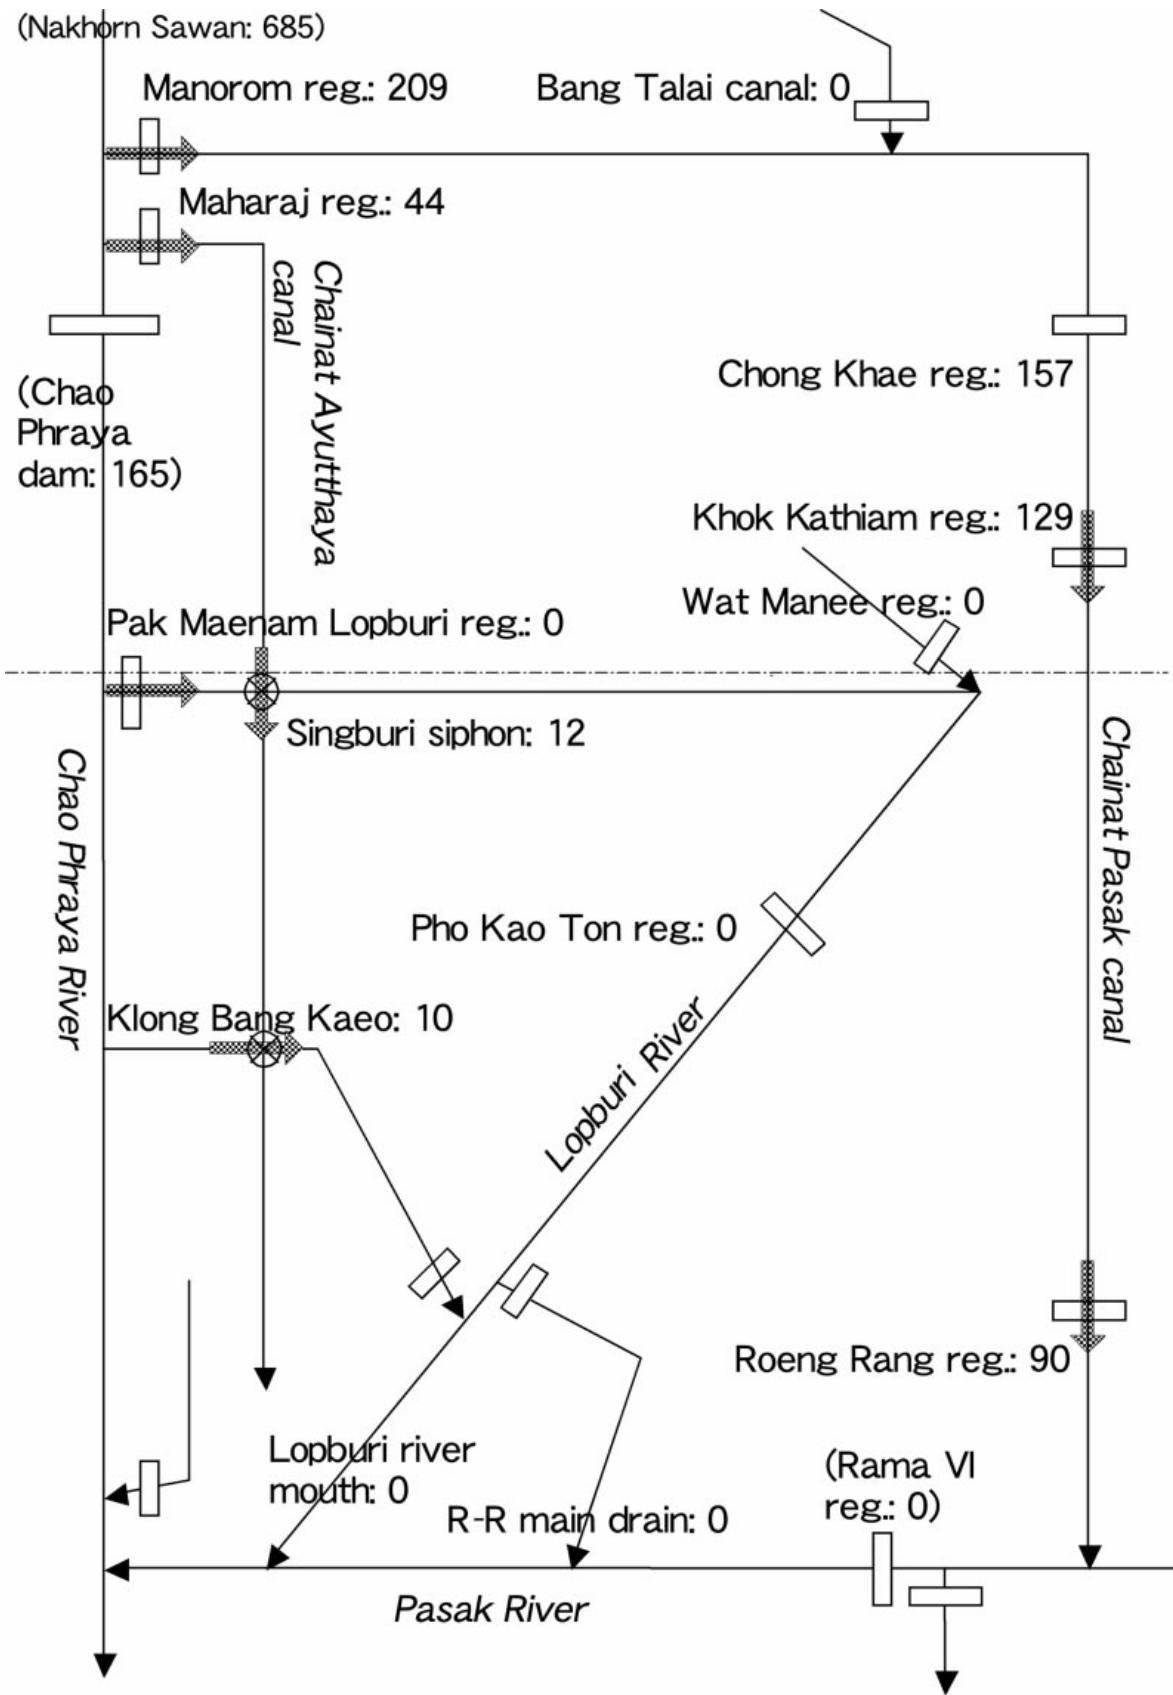 (Nakhorn Sawan: 685)
Manorom reg.: 209
Bang Talai canal: 0
Maharaj reg.: 44
Chainat Ayutthaya
canal
Chong Khae reg.: 157
(Chao
Phraya
dam: 165)
Khok Kathiam reg.: 129
Wat Manee reg.: 0
Pak Maenam Lopburi reg.: 0
Singburi siphon: 12
Chao Phraya River
Chainat Pasak canal
Pho Kao Ton reg.: 0
Klong Bang Kaeo: 10
Lopburi River
Roeng Rang reg.: 90
Lopburi river
mouth: 0
(Rama VI
reg.: 0)
R-R main drain: 0
Pasak River